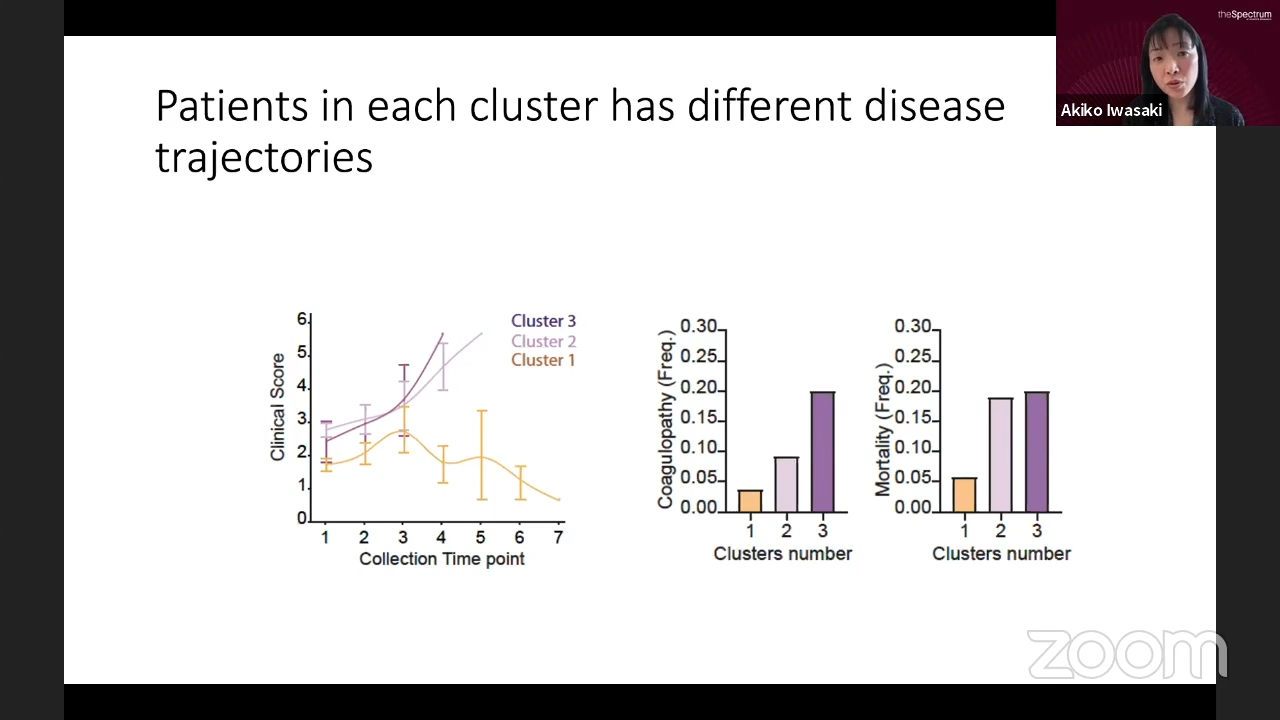 theSpectrum
Akiko Iwasaki
Patients in each cluster has different disease
trajectories
Clinical Score
6
5
4
3
2
1
0
1 2 3 4 5 6 7
Collection Time point
Cluster 3
Cluster 2
Cluster 1
Coagulopathy (Freq.)
0.30
0.25
0.20
0.15
0.10
0.05
0.00
1 2 3
Clusters number
Mortality (Freq.)
0.30
0.25
0.20
0.15
0.10
0.05
0.00
1 2 3
Clusters number
zoom